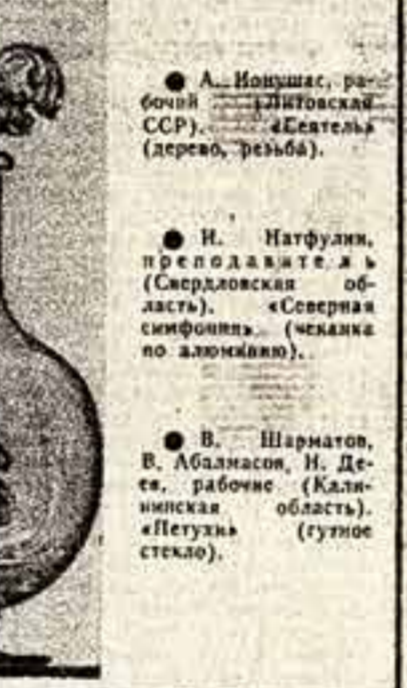 ● А. Ионушас, ра-
бочий (Литовская
ССР). «Сеятель»
(дерево, резьба).
● И. Натфулин,
преподаватель
(Свердловская об-
ласть). «Северная
симфония» (чеканка
по алюминию).
● В. Шарматов,
В. Абалмасов, Н. Де-
ев, рабочие (Кали-
нинская область).
«Петухи» (гутное
стекло).